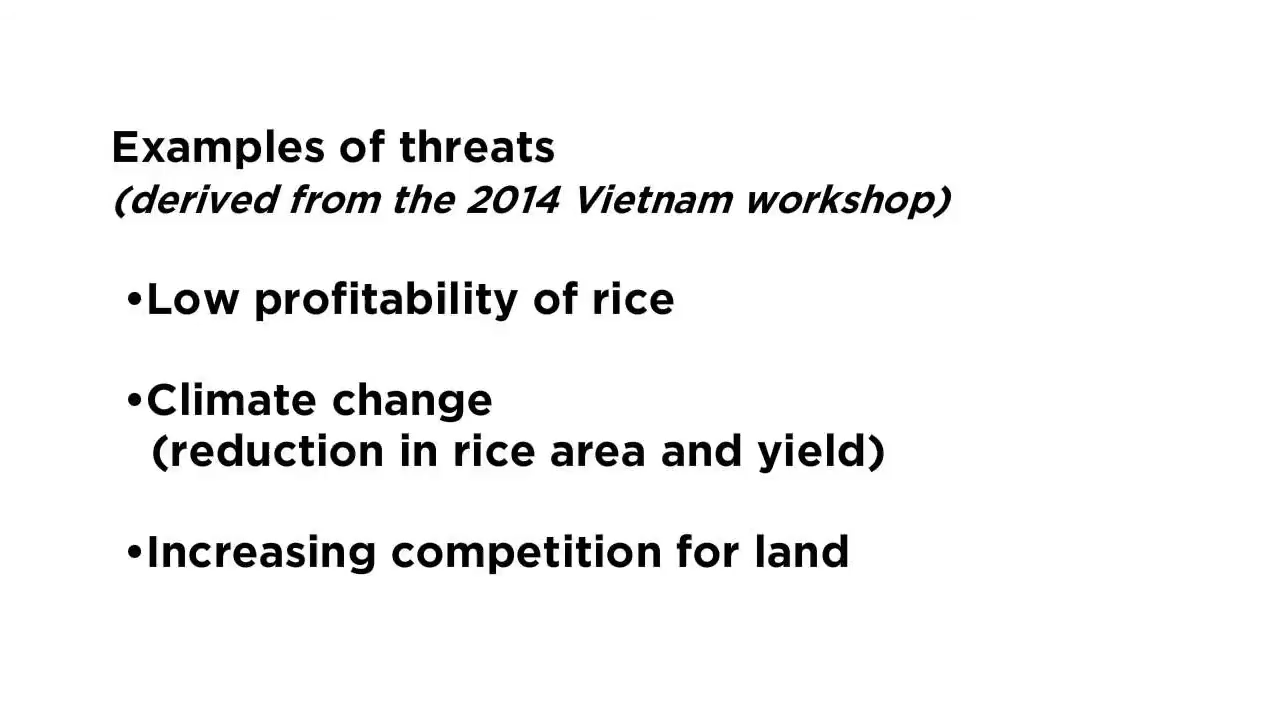 Examples of threats
(derived from the 2014 Vietnam workshop)
•Low profitability of rice
•Climate change
(reduction in rice area and yield)
•Increasing competition for land